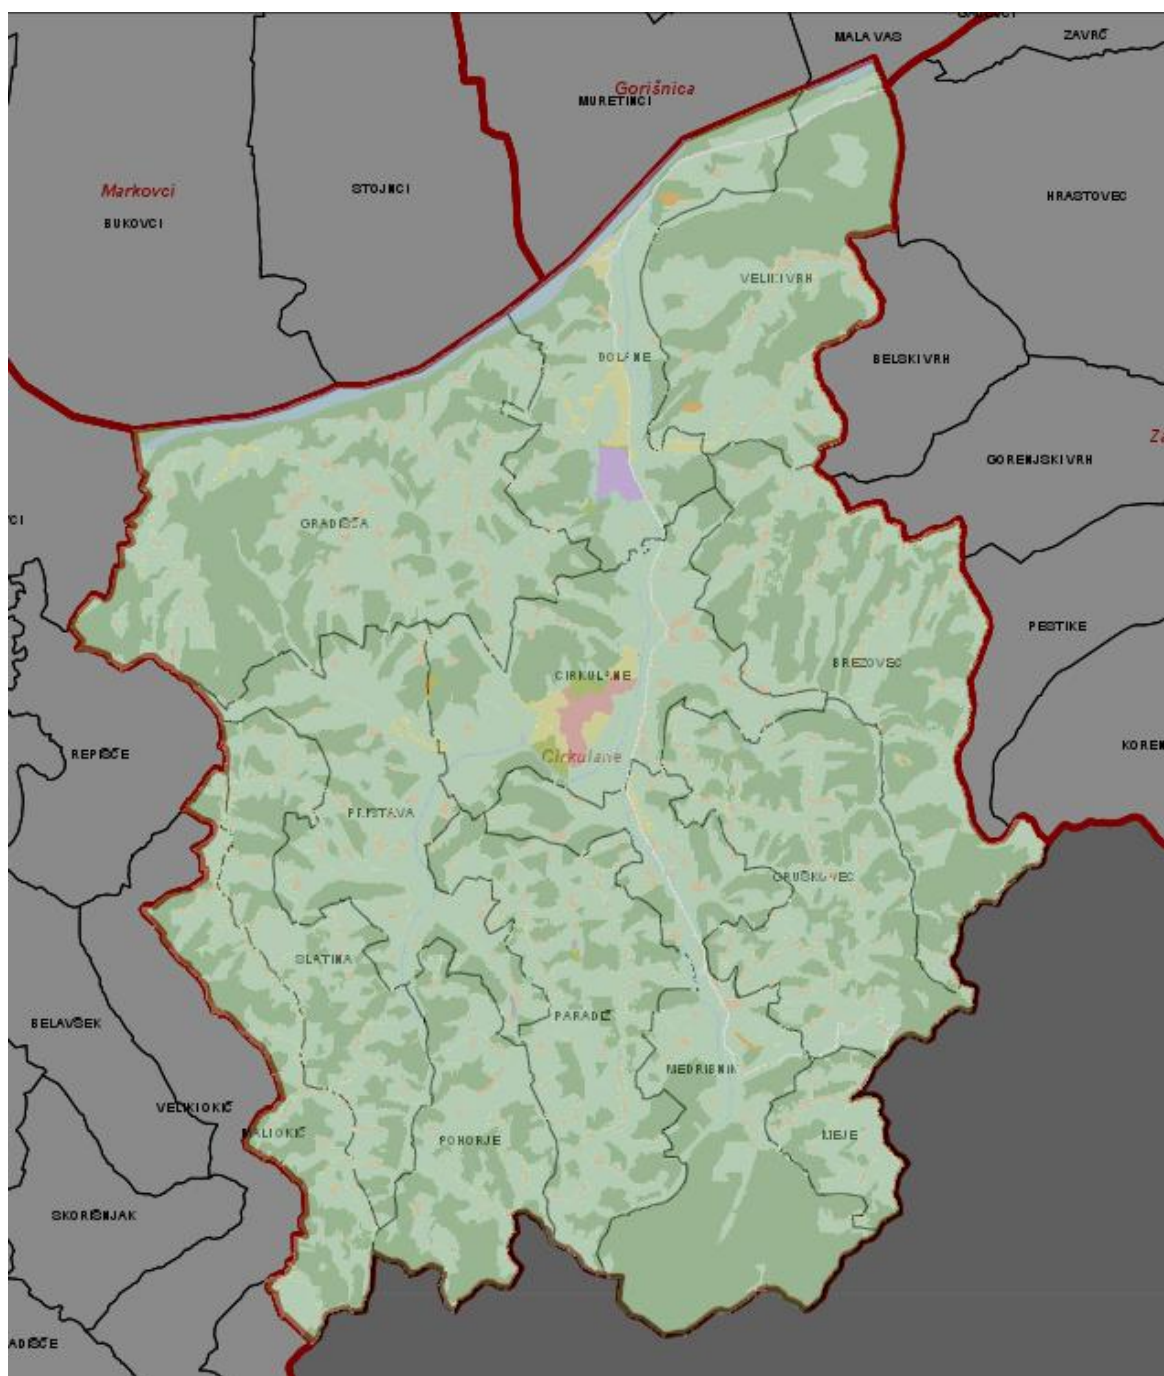 MALA VAS
ZAVRČ
Gorišnica
MURETINCI
Markovci
STOJNCI
HRASTOVEC
BUKOVCI
VELIKI VRH
DOLANE
BELSKI VRH
GORENJSKI VRH
GRADIŠČA
PESTIKE
BREZOVEC
CIRKULANE
REPIŠČE
Cirkulane
PRISTAVA
GRUŠKOVEC
SLATINA
PARADIŽ
BELAVŠEK
MEDRIBNIK
VELIKI OKIČ
MALI OKIČ
POHORJE
MEJE
SKORIŠNJAK